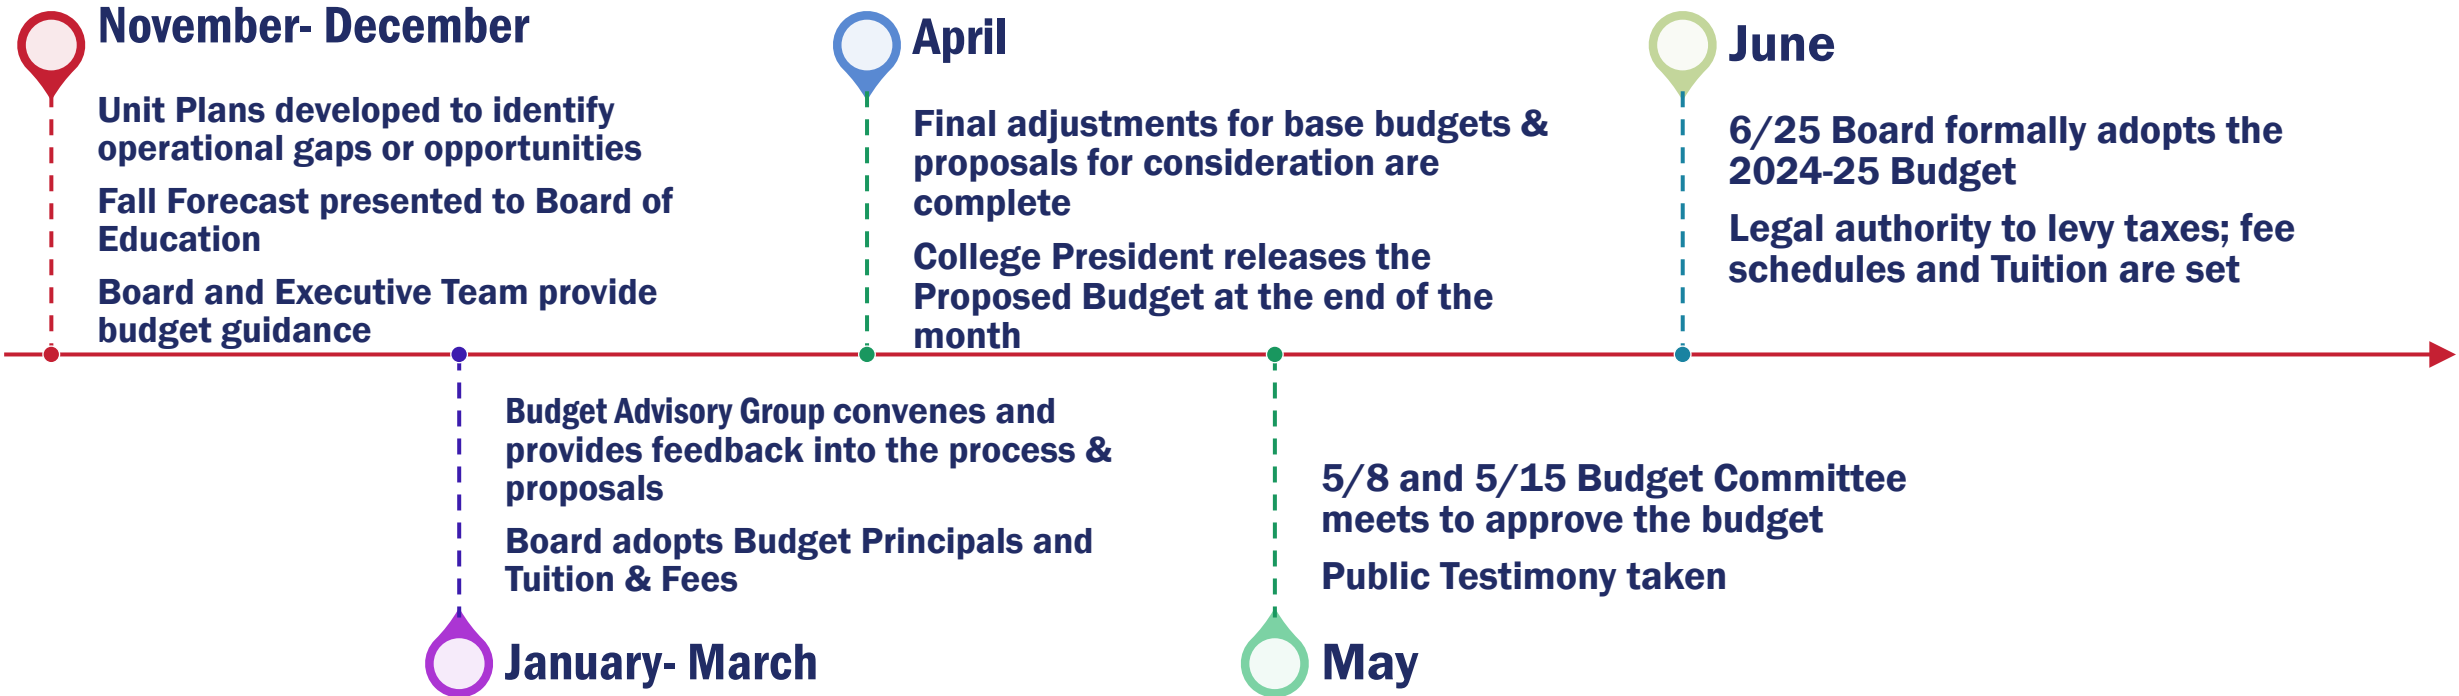 November- December
Unit Plans developed to identify
operational gaps or opportunities
Fall Forecast presented to Board of
Education
Board and Executive Team provide
budget guidance
Budget Advisory Group convenes and
provides feedback into the process &
proposals
Board adopts Budget Principals and
Tuition & Fees
January- March
April
Final adjustments for base budgets &
proposals for consideration are
complete
College President releases the
Proposed Budget at the end of the
month
5/8 and 5/15 Budget Committee
meets to approve the budget
Public Testimony taken
May
June
6/25 Board formally adopts the
2024-25 Budget
Legal authority to levy taxes; fee
schedules and Tuition are set